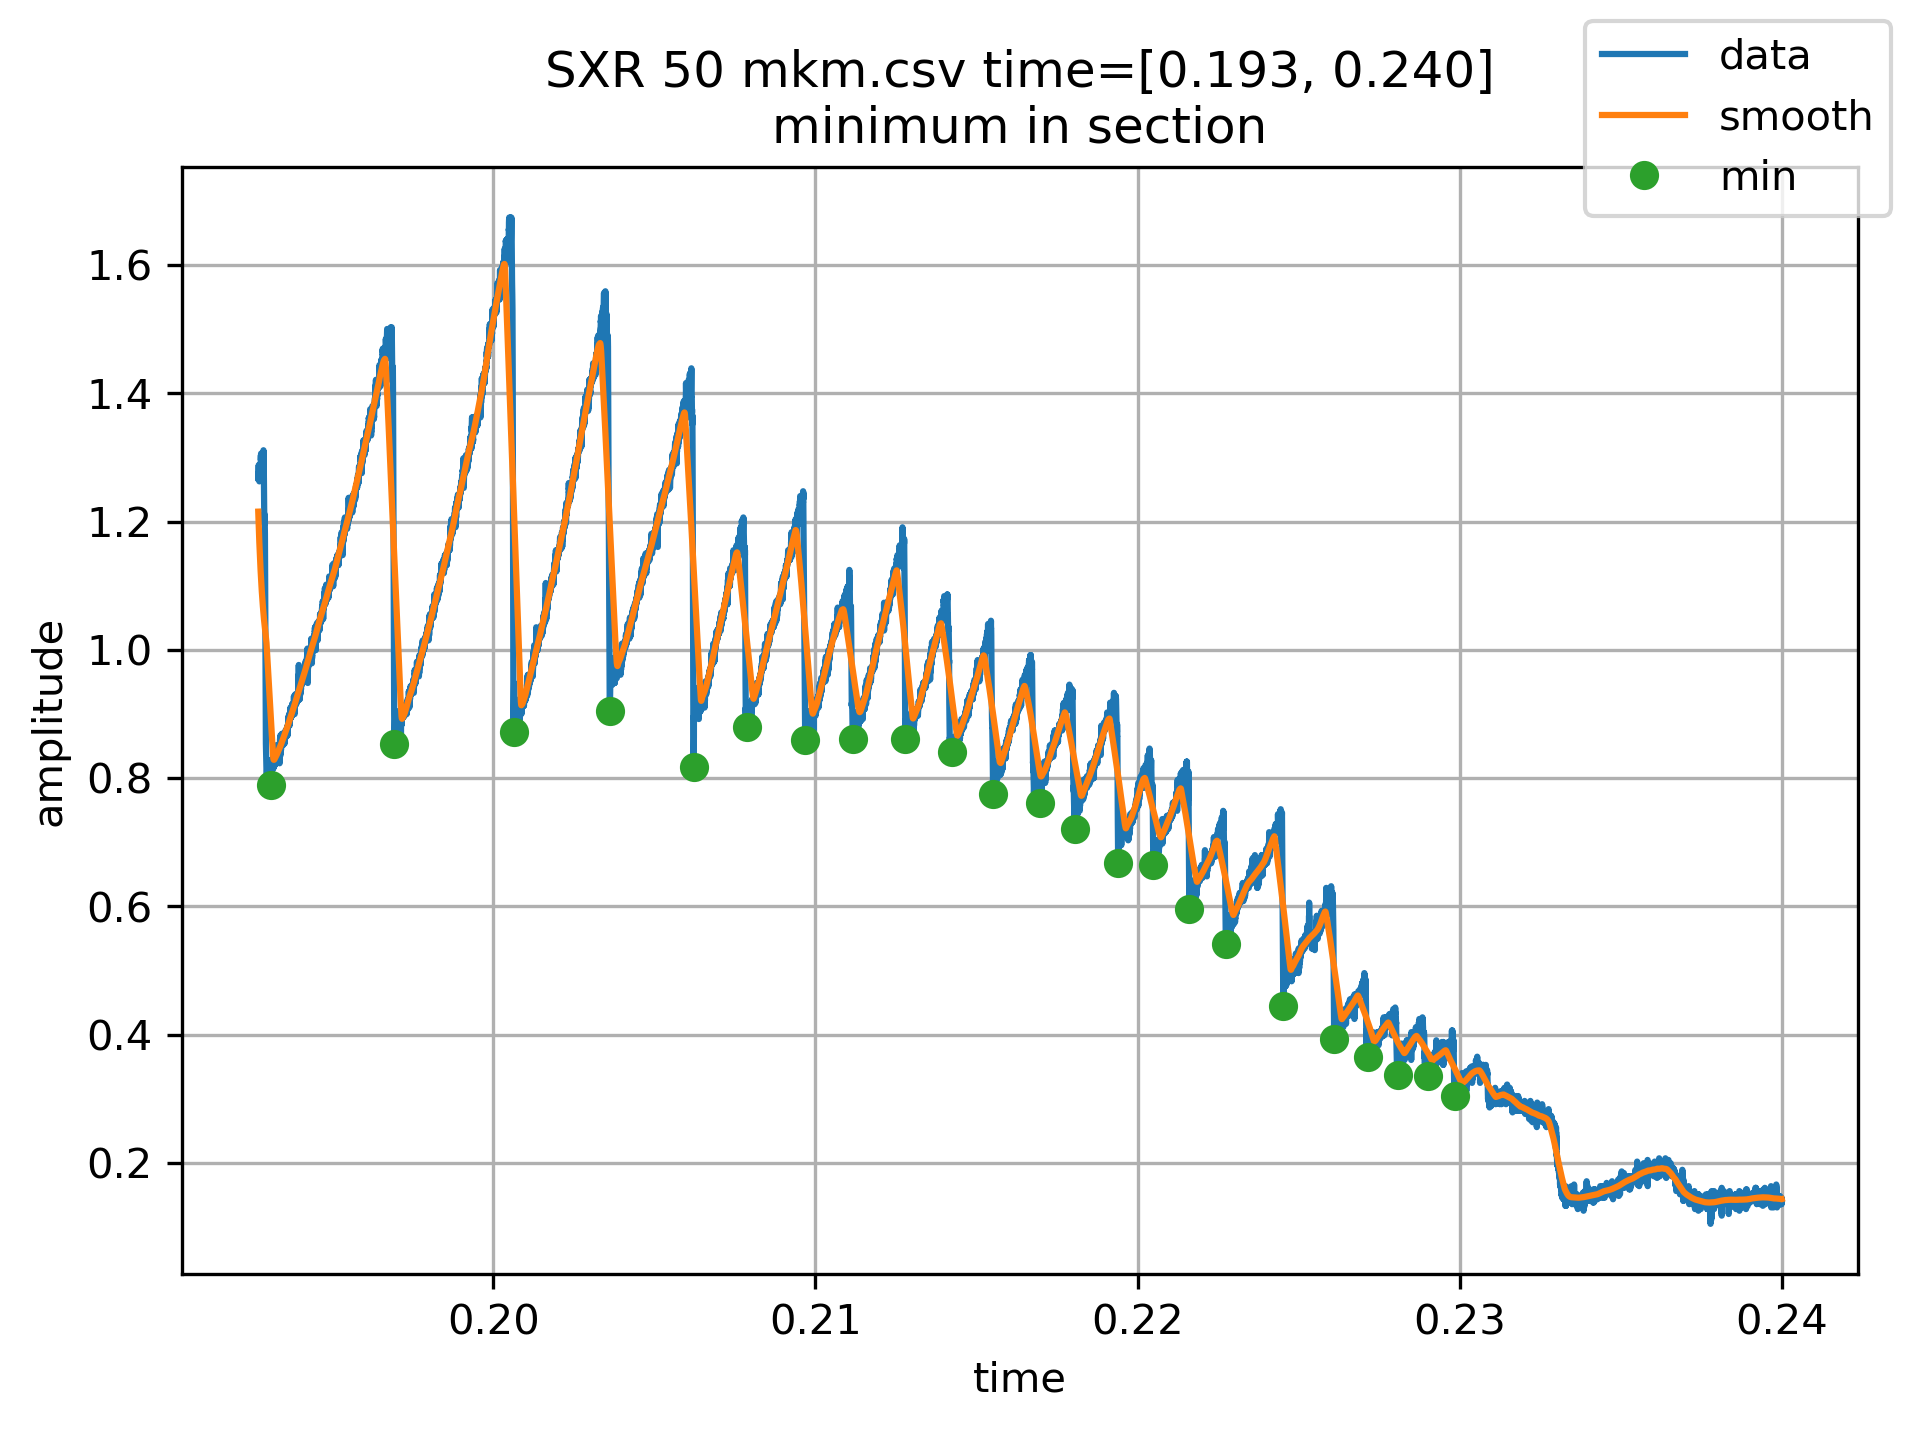 SXR 50 mkm.csv time=[0.193, 0.240]
minimum in section
data
smooth
min
1.6
1.4
1.2
1.0
0.8
0.6
0.4
0.2
amplitude
0.20 0.21 0.22 0.23 0.24
time